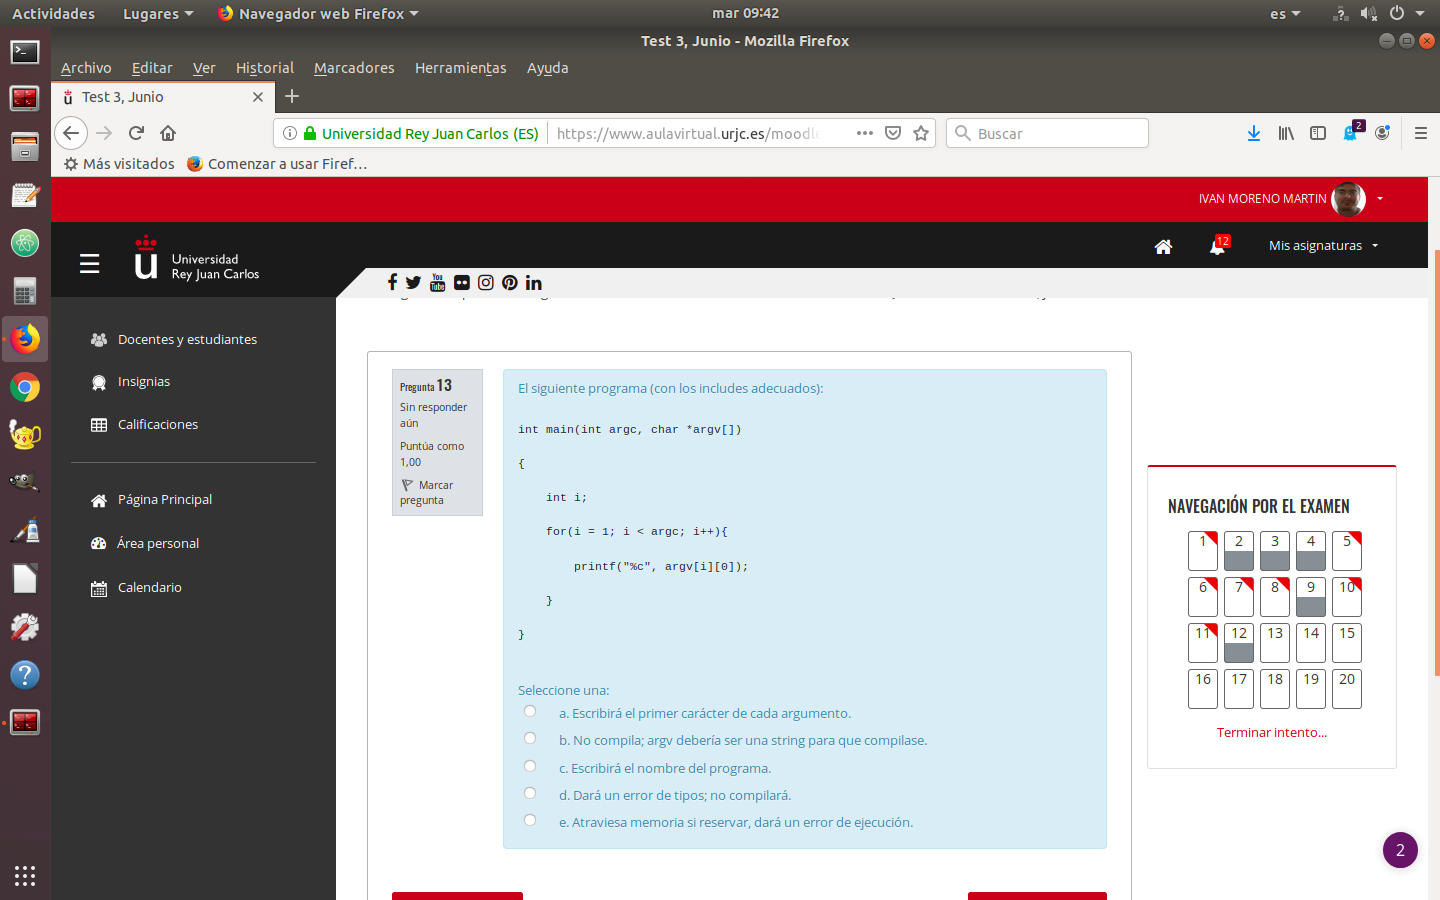 Actividades Lugares Navegador web Firefox mar 09:42 es
Test 3, Junio - Mozilla Firefox
Archivo Editar Ver Historial Marcadores Herramientas Ayuda
Test 3, Junio
Universidad Rey Juan Carlos (ES) https://www.aulavirtual.urjc.es/moodle Buscar 2
Más visitados Comenzar a usar Firef…
IVAN MORENO MARTIN
Universidad
Rey Juan Carlos
12 Mis asignaturas
You
Tube
Docentes y estudiantes
Insignias
Calificaciones
Página Principal
Área personal
Calendario
Pregunta 13
Sin responder
aún
Puntúa como
1,00
Marcar
pregunta
El siguiente programa (con los includes adecuados):
int main(int argc, char *argv[])
{
int i;
for(i = 1; i < argc; i++){
printf("%c", argv[i][0]);
}
}
Seleccione una:
a. Escribirá el primer carácter de cada argumento.
b. No compila; argv debería ser una string para que compilase.
c. Escribirá el nombre del programa.
d. Dará un error de tipos; no compilará.
e. Atraviesa memoria si reservar, dará un error de ejecución.
NAVEGACIÓN POR EL EXAMEN
1 2 3 4 5
6 7 8 9 10
11 12 13 14 15
16 17 18 19 20
Terminar intento...
2